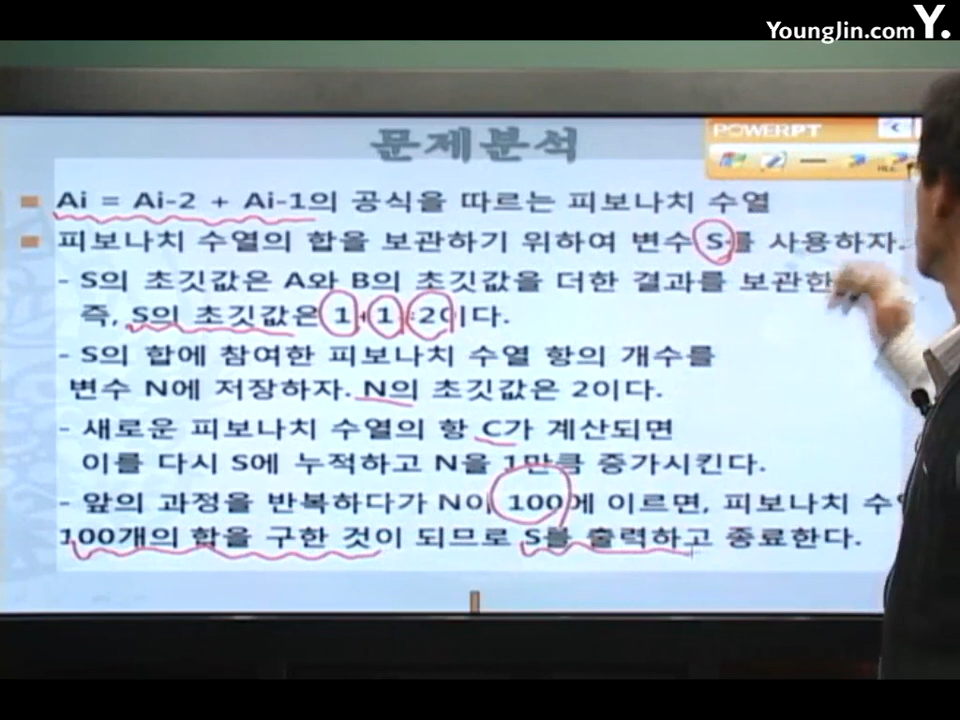 YoungJin.com Y.
문제분석
POWERPT
Ai = Ai-2 + Ai-1의 공식을 따르는 피보나치 수열
피보나치 수열의 합을 보관하기 위하여 변수 S를 사용하자.
- S의 초깃값은 A와 B의 초깃값을 더한 결과를 보관한
즉, S의 초깃값은 1+1=2이다.
- S의 합에 참여한 피보나치 수열 항의 개수를
변수 N에 저장하자. N의 초깃값은 2이다.
- 새로운 피보나치 수열의 항 C가 계산되면
이를 다시 S에 누적하고 N을 1만큼 증가시킨다.
- 앞의 과정을 반복하다가 N이 100에 이르면, 피보나치 수
100개의 합을 구한 것이 되므로 S를 출력하고 종료한다.